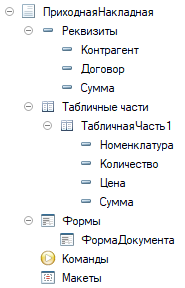 ПриходнаяНакладная
Реквизиты
Контрагент
Договор
Сумма
Табличные части
ТабличнаяЧасть1
Номенклатура
Количество
Цена
Сумма
Формы
ФормаДокумента
Команды
Макеты